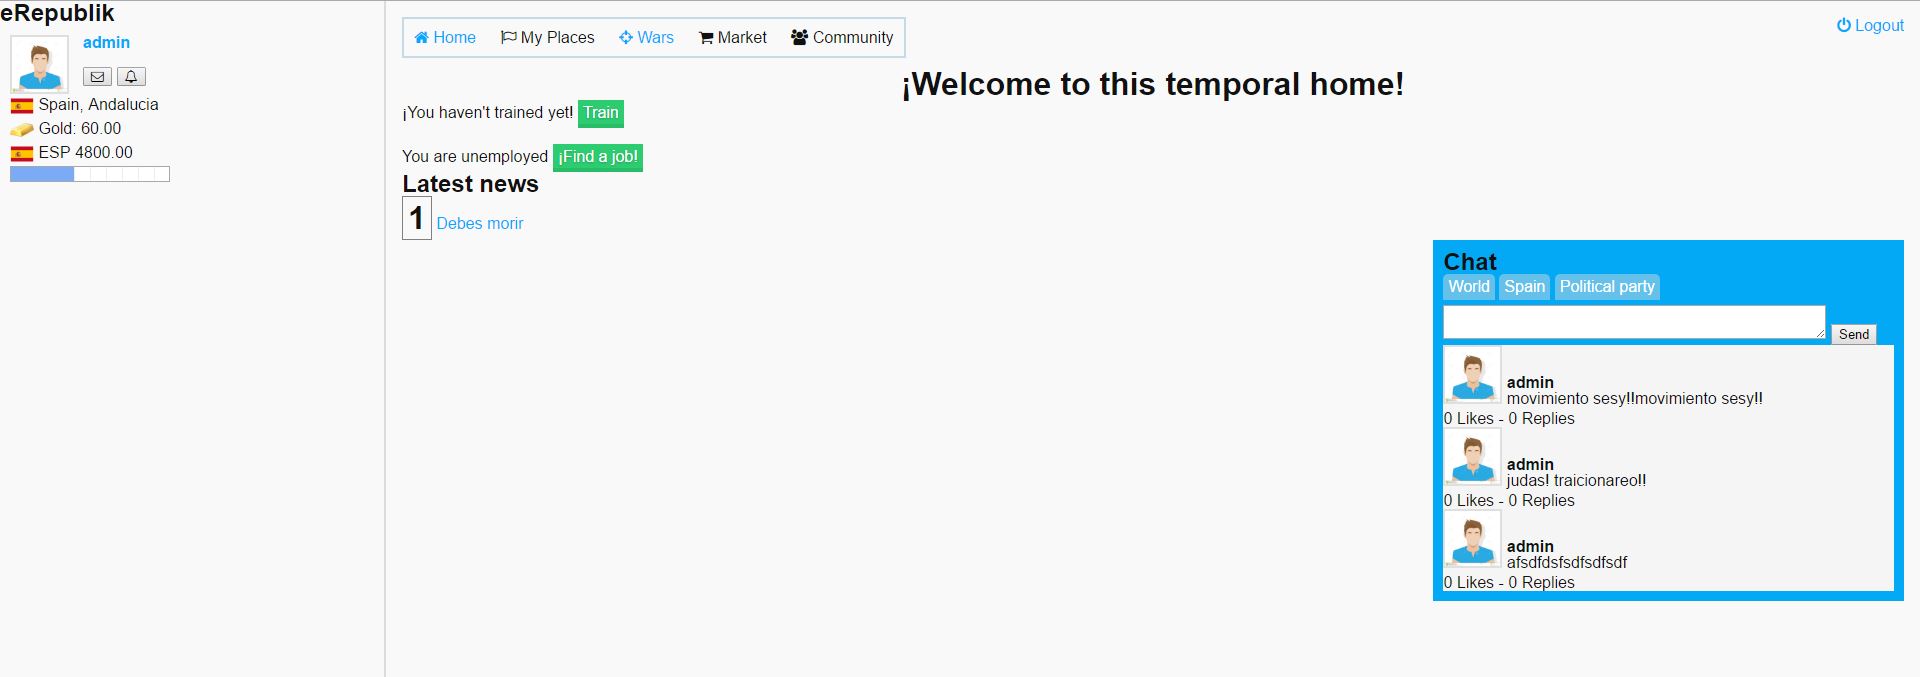 eRepublik
admin
Spain, Andalucia
Gold: 60.00
ESP 4800.00
Home My Places Wars Market Community
Logout
¡Welcome to this temporal home!
¡You haven't trained yet! Train
You are unemployed ¡Find a job!
Latest news
1 Debes morir
Chat
World Spain Political party
Send
admin
movimiento sesy!!movimiento sesy!!
0 Likes - 0 Replies
admin
judas! traicionareo!!
0 Likes - 0 Replies
admin
afsdfdsfsdfsdfsdf
0 Likes - 0 Replies